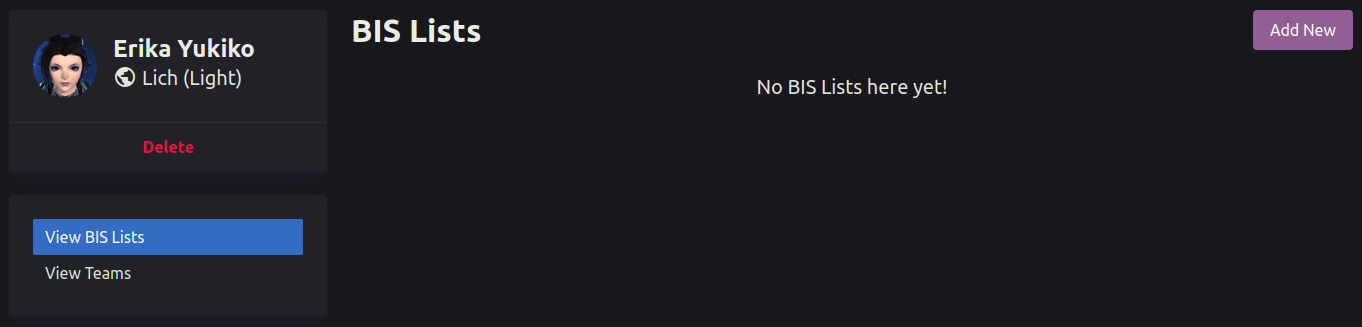 Erika Yukiko
Lich (Light)
Delete
View BIS Lists
View Teams
BIS Lists
Add New
No BIS Lists here yet!